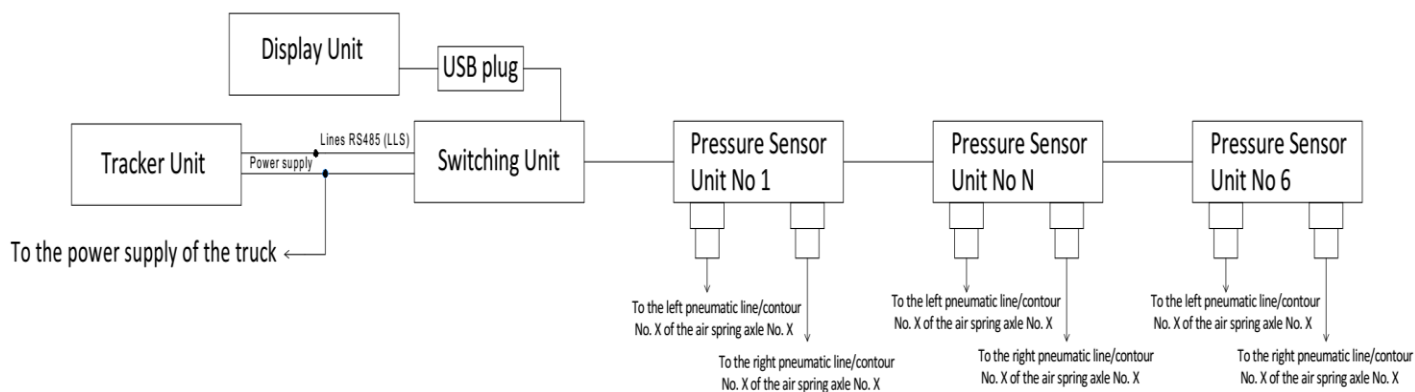 Display Unit
USB plug
Tracker Unit
Lines RS485 (LLS)
Power supply
Switching Unit
Pressure Sensor
Unit No 1
Pressure Sensor
Unit No N
Pressure Sensor
Unit No 6
To the power supply of the truck
To the left pneumatic line/contour
No. X of the air spring axle No. X
To the right pneumatic line/contour
No. X of the air spring axle No. X
To the left pneumatic line/contour
No. X of the air spring axle No. X
To the right pneumatic line/contour
No. X of the air spring axle No. X
To the left pneumatic line/contour
No. X of the air spring axle No. X
To the right pneumatic line/contour
No. X of the air spring axle No. X